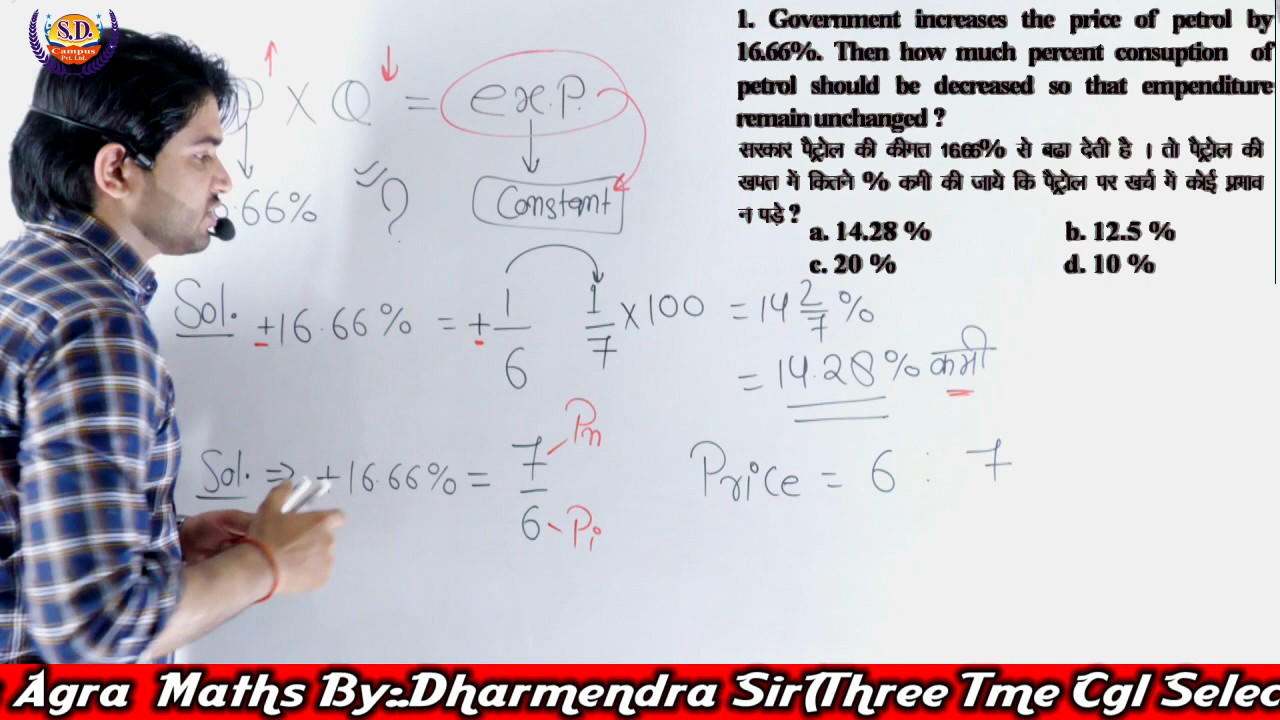 S.D.
Campus
Pvt. Ltd.
1. Government increases the price of petrol by
16.66%. Then how much percent consuption of
petrol should be decreased so that empenditure
remain unchanged ?
सरकार पैट्रोल की कीमत 16.66% से बढा देती है । तो पैट्रोल की
खपत में कितने % कमी की जाये कि पैट्रोल पर खर्च में कोई प्रभाव
न पड़े ?
a. 14.28 % b. 12.5 %
c. 20 % d. 10 %
P × Q = exp.
.66% ? Constant
Sol. +16.66% = + 1/6 1/7 × 100 = 14 2/7 %
= 14.28% कमी
Sol. ⇒ +16.66% = 7/6 Pn Pi
Price = 6 : 7
Agra Maths By:.Dharmendra Sir(Three Tme Cgl Selec